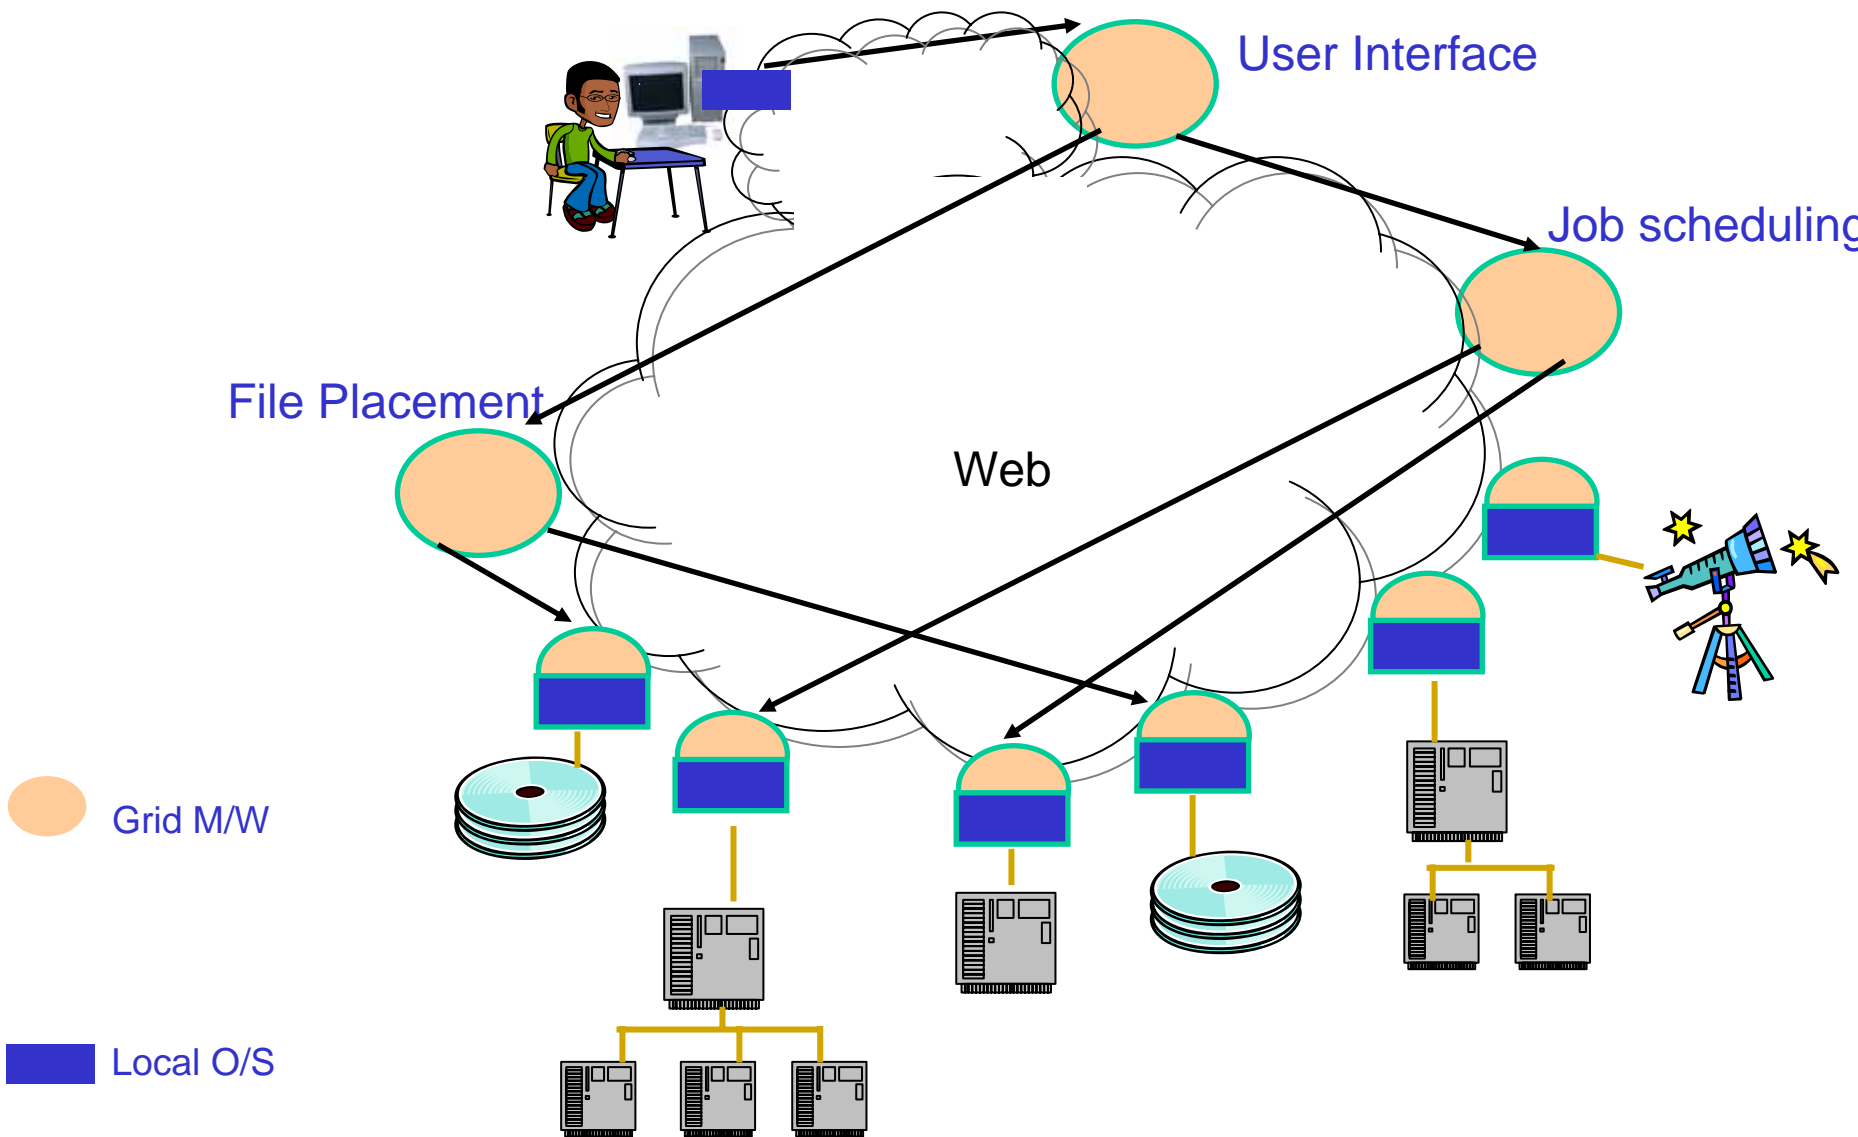 User Interface
Job scheduling
File Placement
Web
Grid M/W
Local O/S